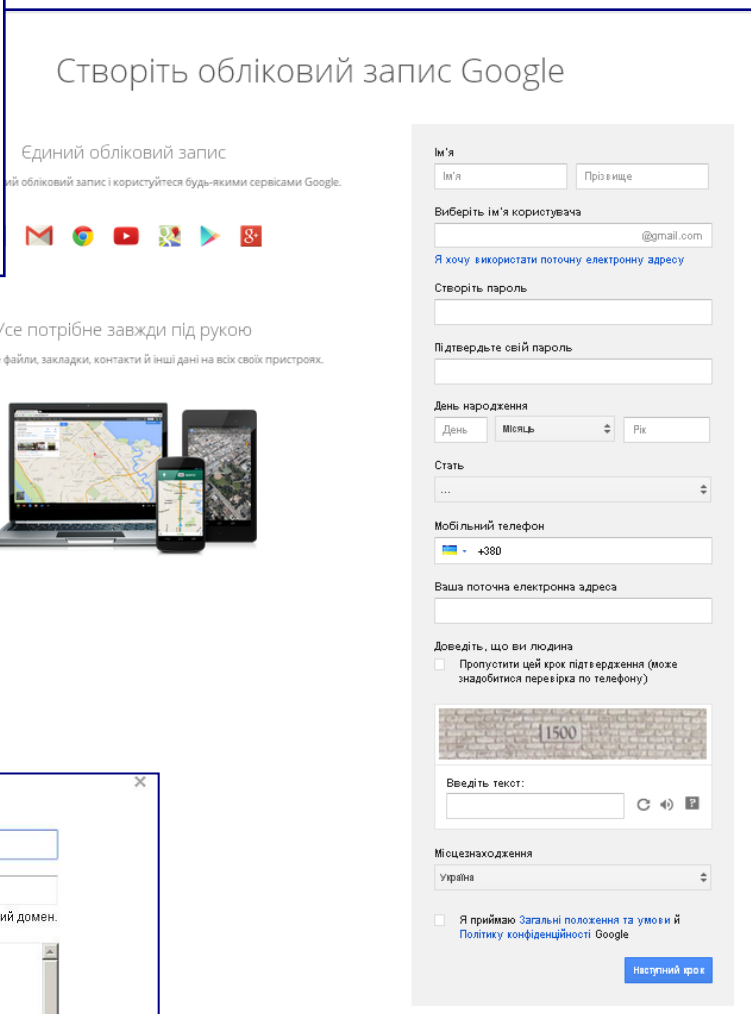 Створіть обліковий запис Google
Єдиний обліковий запис
обліковий запис і користуйтеся будь-якими сервісами Google.
потрібне завжди під рукою
файли, закладки, контакти й інші дані на всіх своїх пристроях.
Ім'я
Ім'я Прізвище
Виберіть ім'я користувача
@gmail.com
Я хочу використати поточну електронну адресу
Створіть пароль
Підтвердьте свій пароль
День народження
День Місяць Рік
Стать
...
Мобільний телефон
+380
Ваша поточна електронна адреса
Доведіть, що ви людина
Пропустити цей крок підтвердження (може
знадобитися перевірка по телефону)
1500
Введіть текст:
Місцезнаходження
Україна
Я приймаю Загальні положення та умови й
Політику конфіденційності Google
Наступний крок
домен.